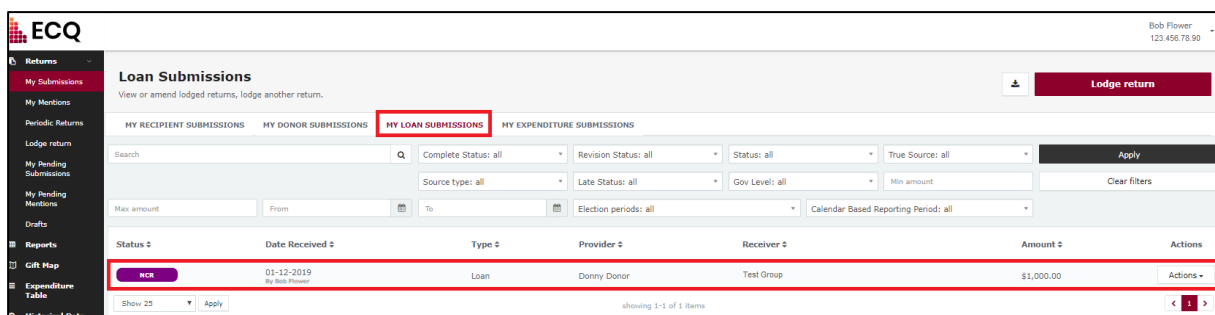 ECQ
Bob Flower
123.456.78.90
Returns
My Submissions
My Mentions
Periodic Returns
Lodge return
My Pending
Submissions
My Pending
Mentions
Drafts
Reports
Gift Map
Expenditure
Table
Loan Submissions
View or amend lodged returns, lodge another return.
Lodge return
MY RECIPIENT SUBMISSIONS MY DONOR SUBMISSIONS MY LOAN SUBMISSIONS MY EXPENDITURE SUBMISSIONS
Search Complete Status: all Revision Status: all Status: all True Source: all Apply
Source type: all Late Status: all Gov Level: all Min amount Clear filters
Max amount From To Election periods: all Calendar Based Reporting Period: all
Status Date Received Type Provider Receiver Amount Actions
NCR 01-12-2019 Loan Donny Donor Test Group $1,000.00 Actions
By Bob Flower
Show 25 Apply showing 1-1 of 1 items 1